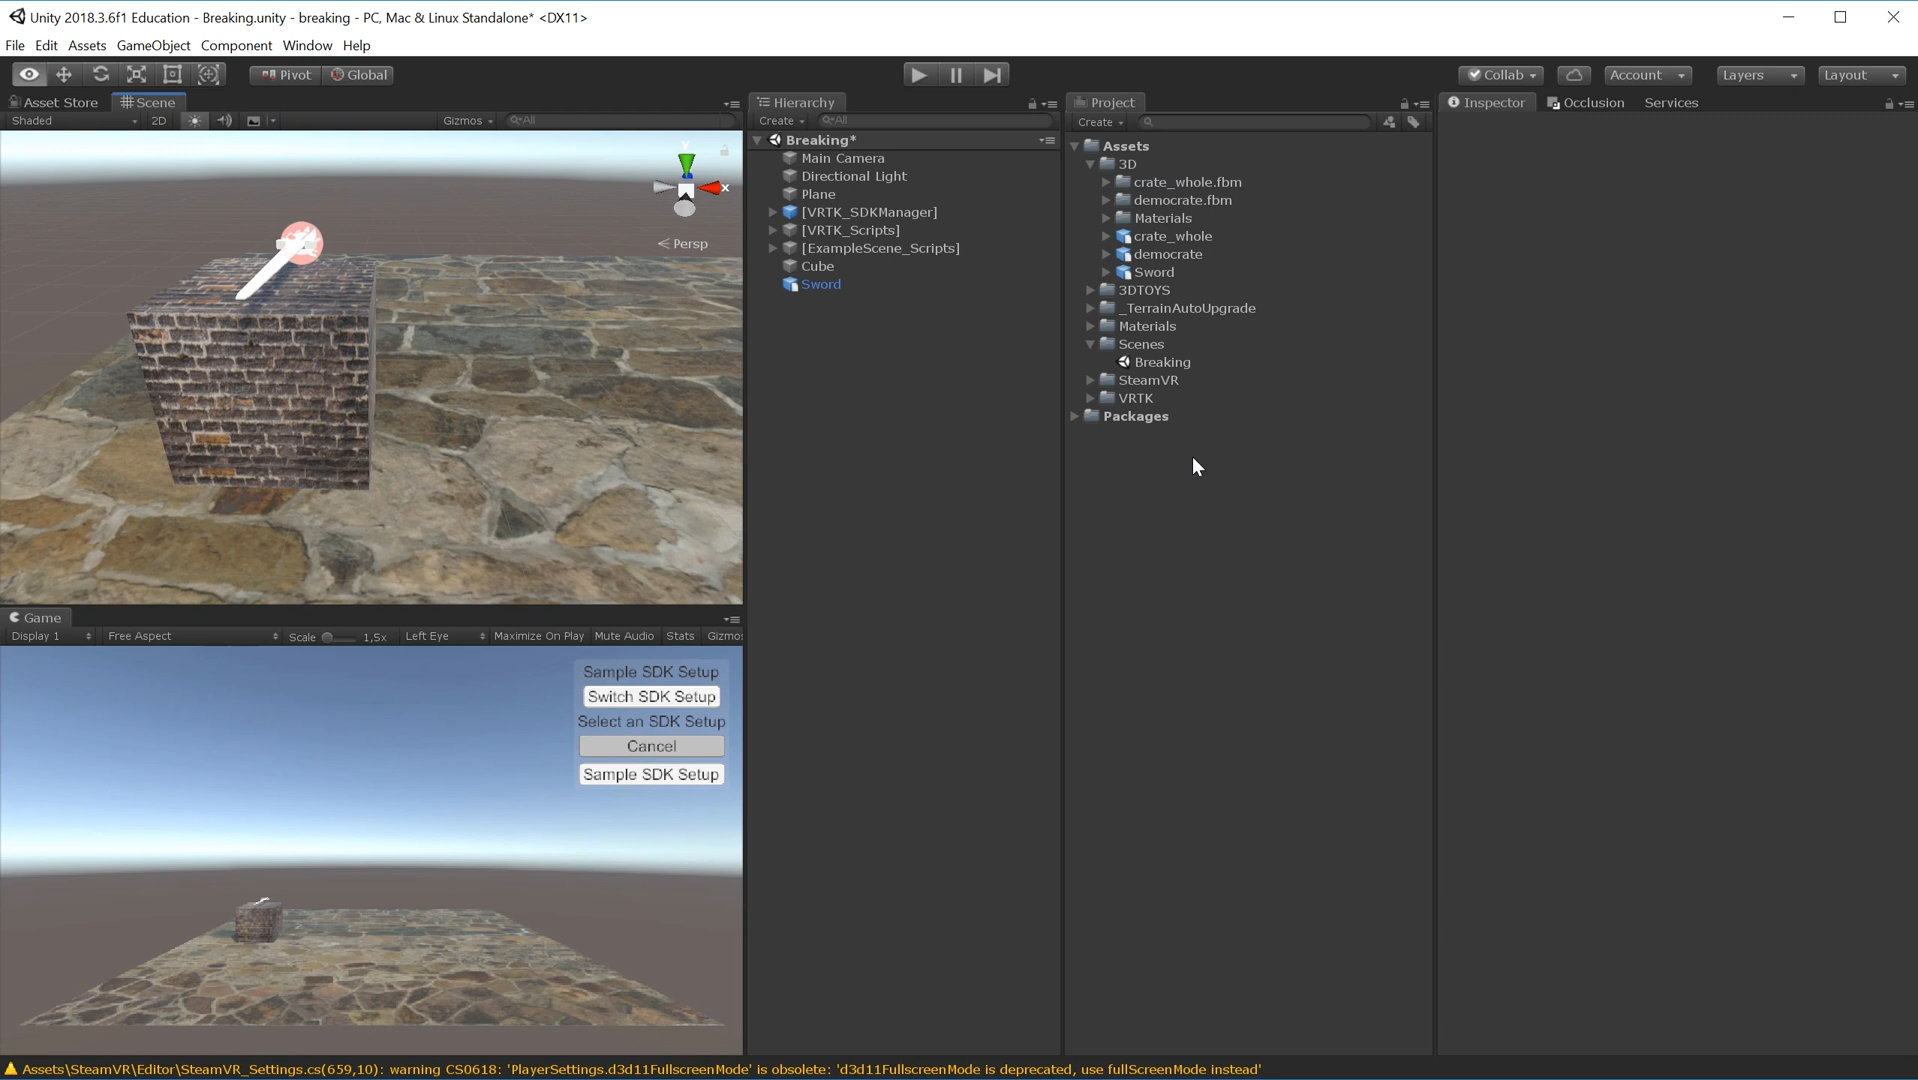 Unity 2018.3.6f1 Education - Breaking.unity - breaking - PC, Mac & Linux Standalone* <DX11>
File Edit Assets GameObject Component Window Help
Pivot Global Collab Account Layers Layout
Asset Store Scene
Shaded 2D Gizmos All
y
x
Persp
Hierarchy
Create All
Breaking*
Main Camera
Directional Light
Plane
[VRTK_SDKManager]
[VRTK_Scripts]
[ExampleScene_Scripts]
Cube
Sword
Project
Create
Assets
3D
crate_whole.fbm
democrate.fbm
Materials
crate_whole
democrate
Sword
3DTOYS
_TerrainAutoUpgrade
Materials
Scenes
Breaking
SteamVR
VRTK
Packages
Inspector Occlusion Services
Game
Display 1 Free Aspect Scale 1,5x Left Eye Maximize On Play Mute Audio Stats Gizmos
Sample SDK Setup
Switch SDK Setup
Select an SDK Setup
Cancel
Sample SDK Setup
Assets\SteamVR\Editor\SteamVR_Settings.cs(659,10): warning CS0618: 'PlayerSettings.d3d11FullscreenMode' is obsolete: 'd3d11FullscreenMode is deprecated, use fullScreenMode instead'